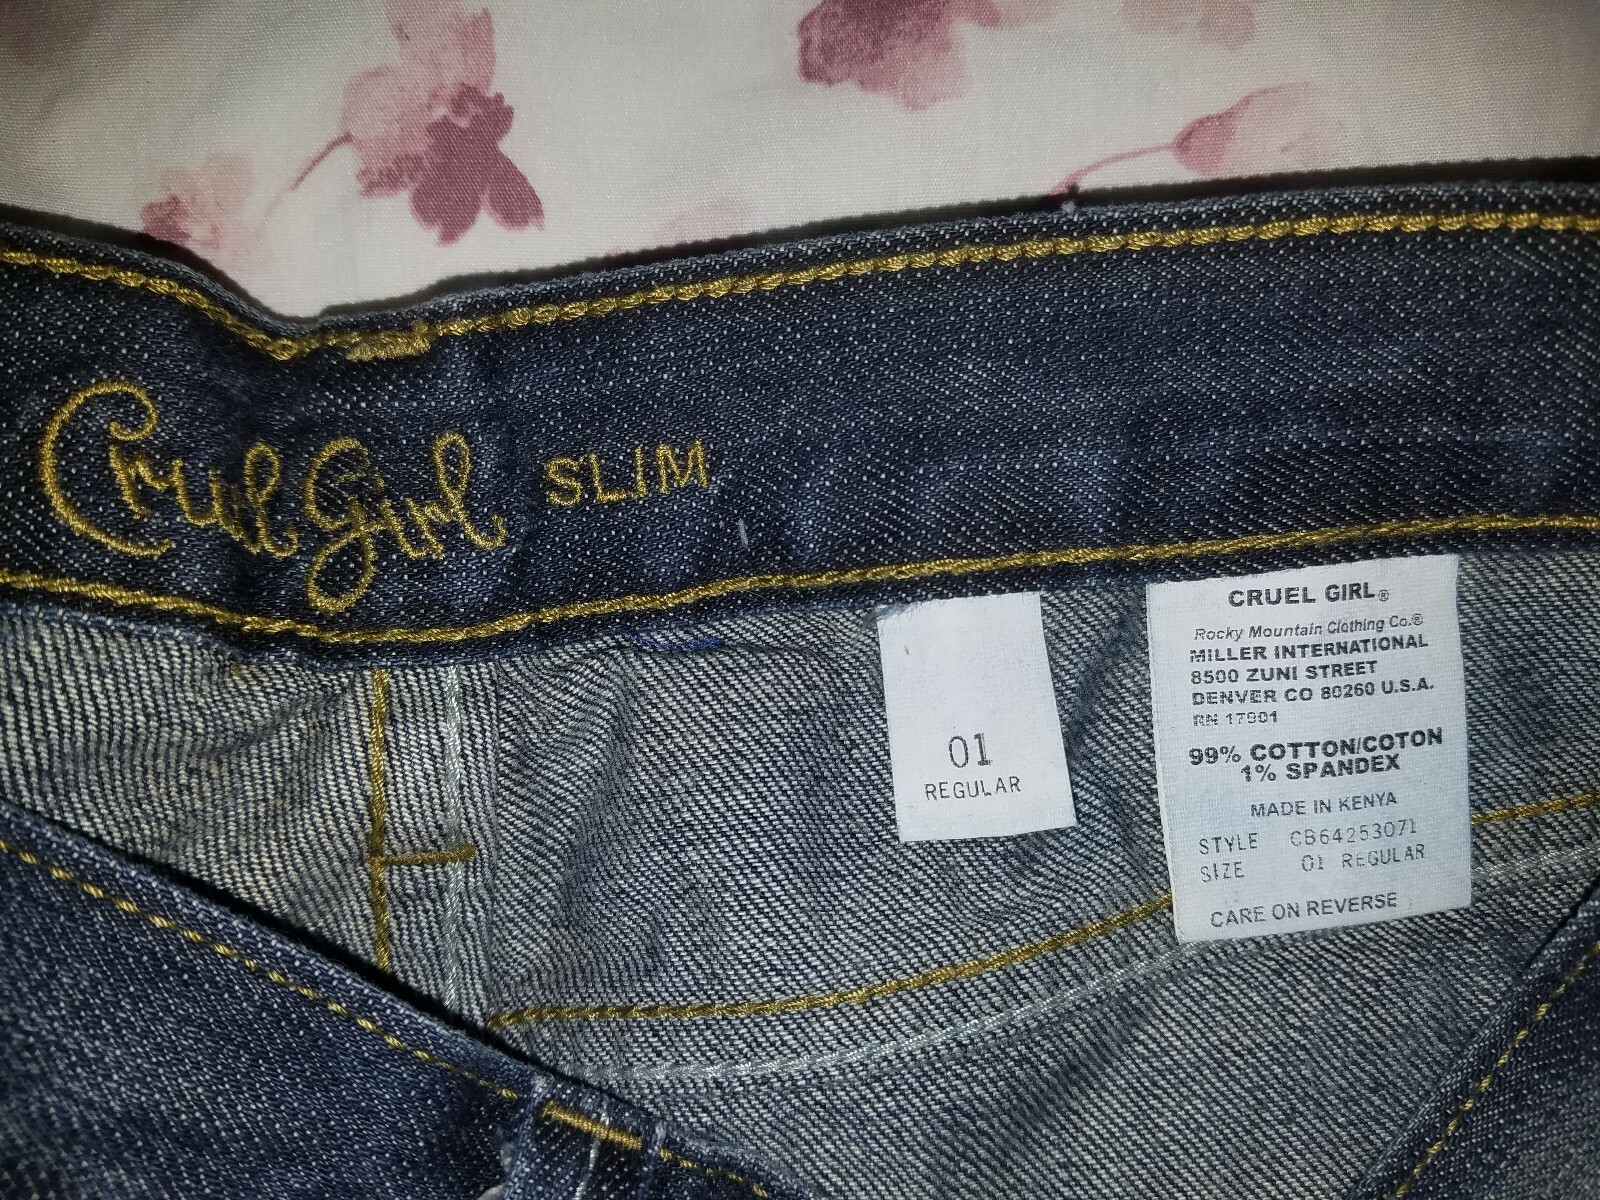 Cruel Girl SLIM
01
REGULAR
CRUEL GIRL®
Rocky Mountain Clothing Co.®
MILLER INTERNATIONAL
8500 ZUNI STREET
DENVER CO 80260 U.S.A.
RN 17901
99% COTTON/COTON
1% SPANDEX
MADE IN KENYA
STYLE CB64253071
SIZE 01 REGULAR
CARE ON REVERSE